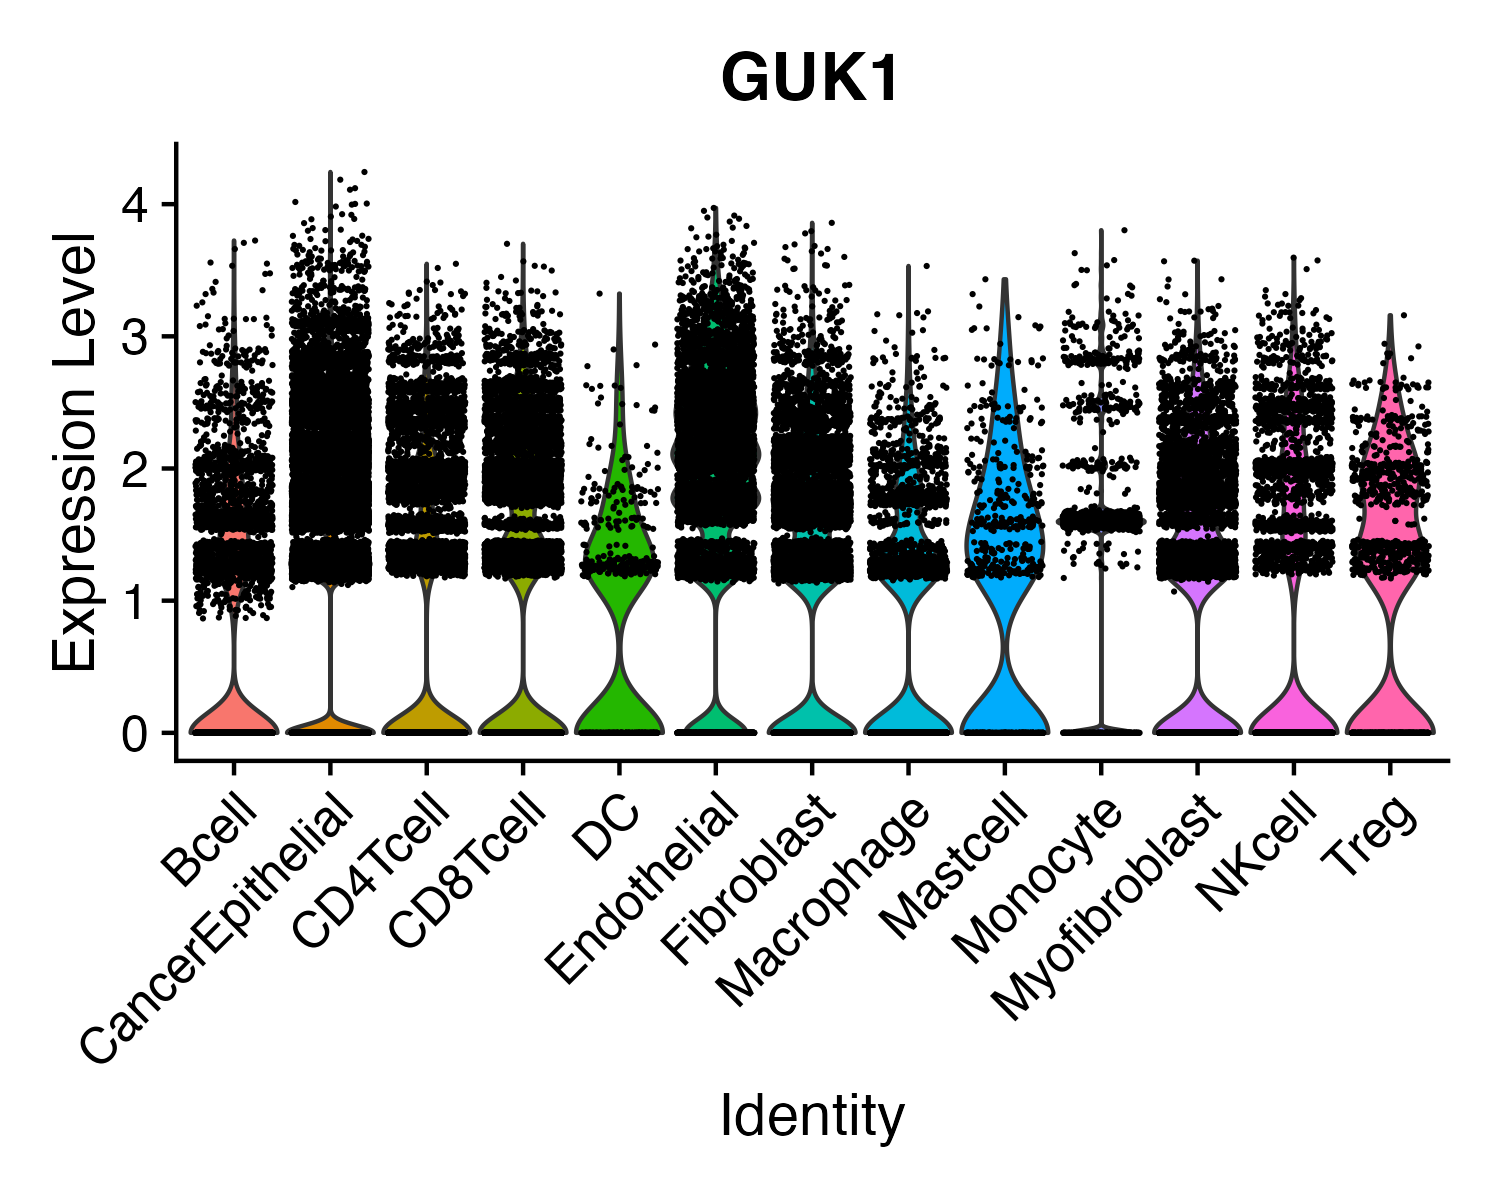 GUK1
Expression Level
4
3
2
1
0
Bcell
CancerEpithelial
CD4Tcell
CD8Tcell
DC
Endothelial
Fibroblast
Macrophage
Mastcell
Monocyte
Myofibroblast
NKcell
Treg
Identity